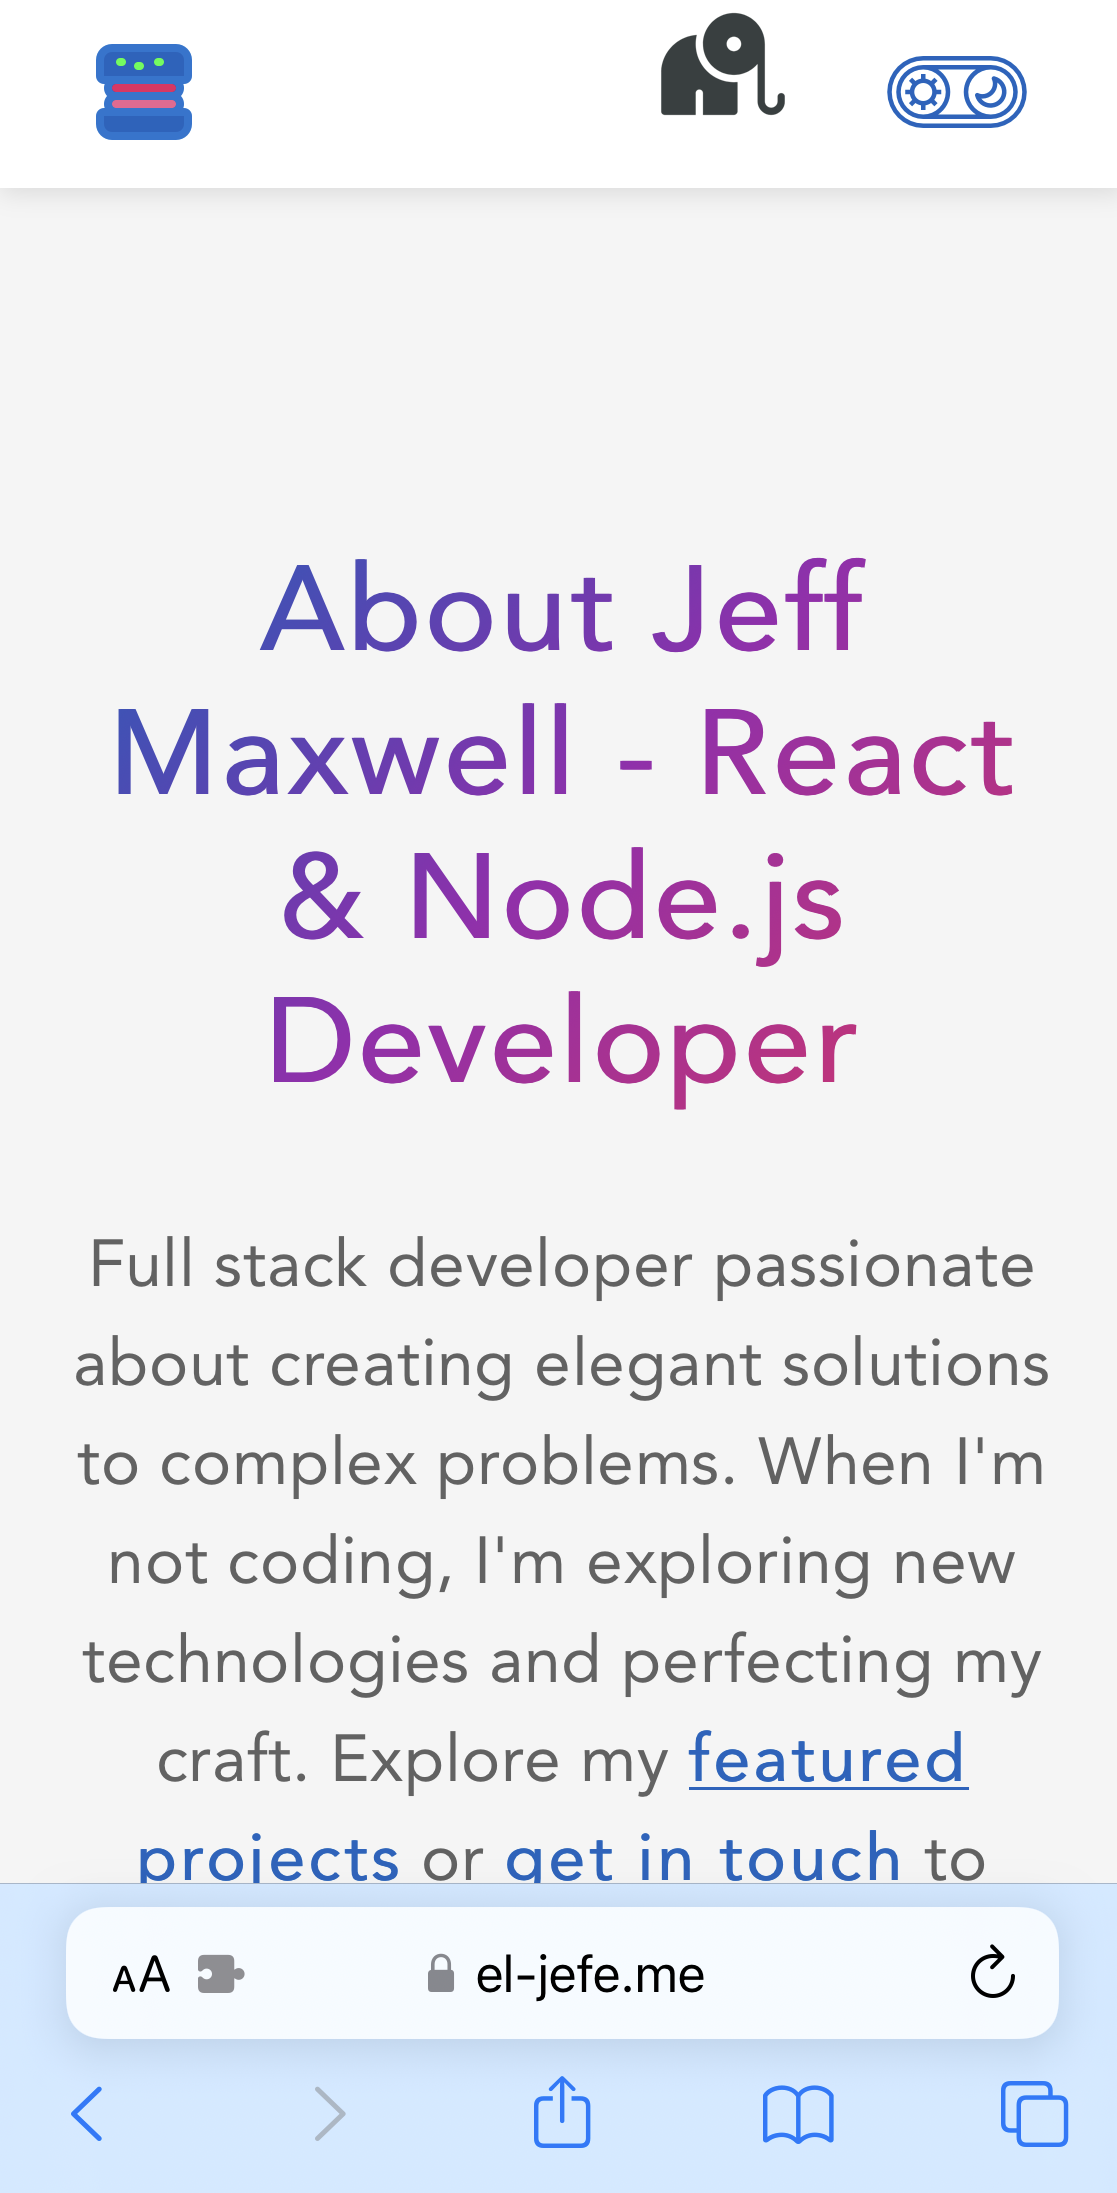 About Jeff
Maxwell - React
& Node.js
Developer
Full stack developer passionate
about creating elegant solutions
to complex problems. When I'm
not coding, I'm exploring new
technologies and perfecting my
craft. Explore my featured
projects or get in touch to
AA el-jefe.me